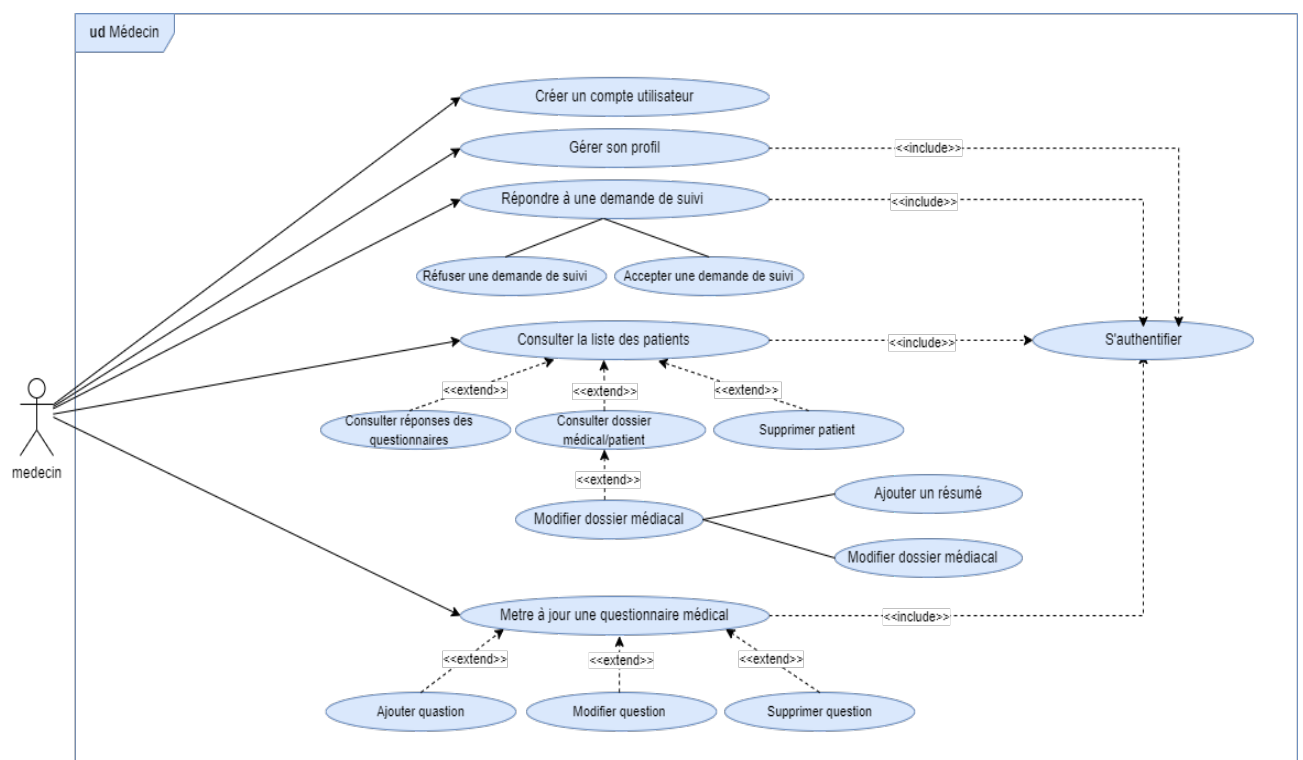 ud Médecin
Créer un compte utilisateur
Gérer son profil
<<include>>
Répondre à une demande de suivi
<<include>>
Réfuser une demande de suivi
Accepter une demande de suivi
Consulter la liste des patients
<<include>>
S'authentifier
<<extend>>
<<extend>>
<<extend>>
Consulter réponses des
questionnaires
Consulter dossier
médical/patient
Supprimer patient
medecin
<<extend>>
Ajouter un résumé
Modifier dossier médiacal
Modifier dossier médiacal
Metre à jour une questionnaire médical
<<include>>
<<extend>>
<<extend>>
<<extend>>
Ajouter quastion
Modifier question
Supprimer question